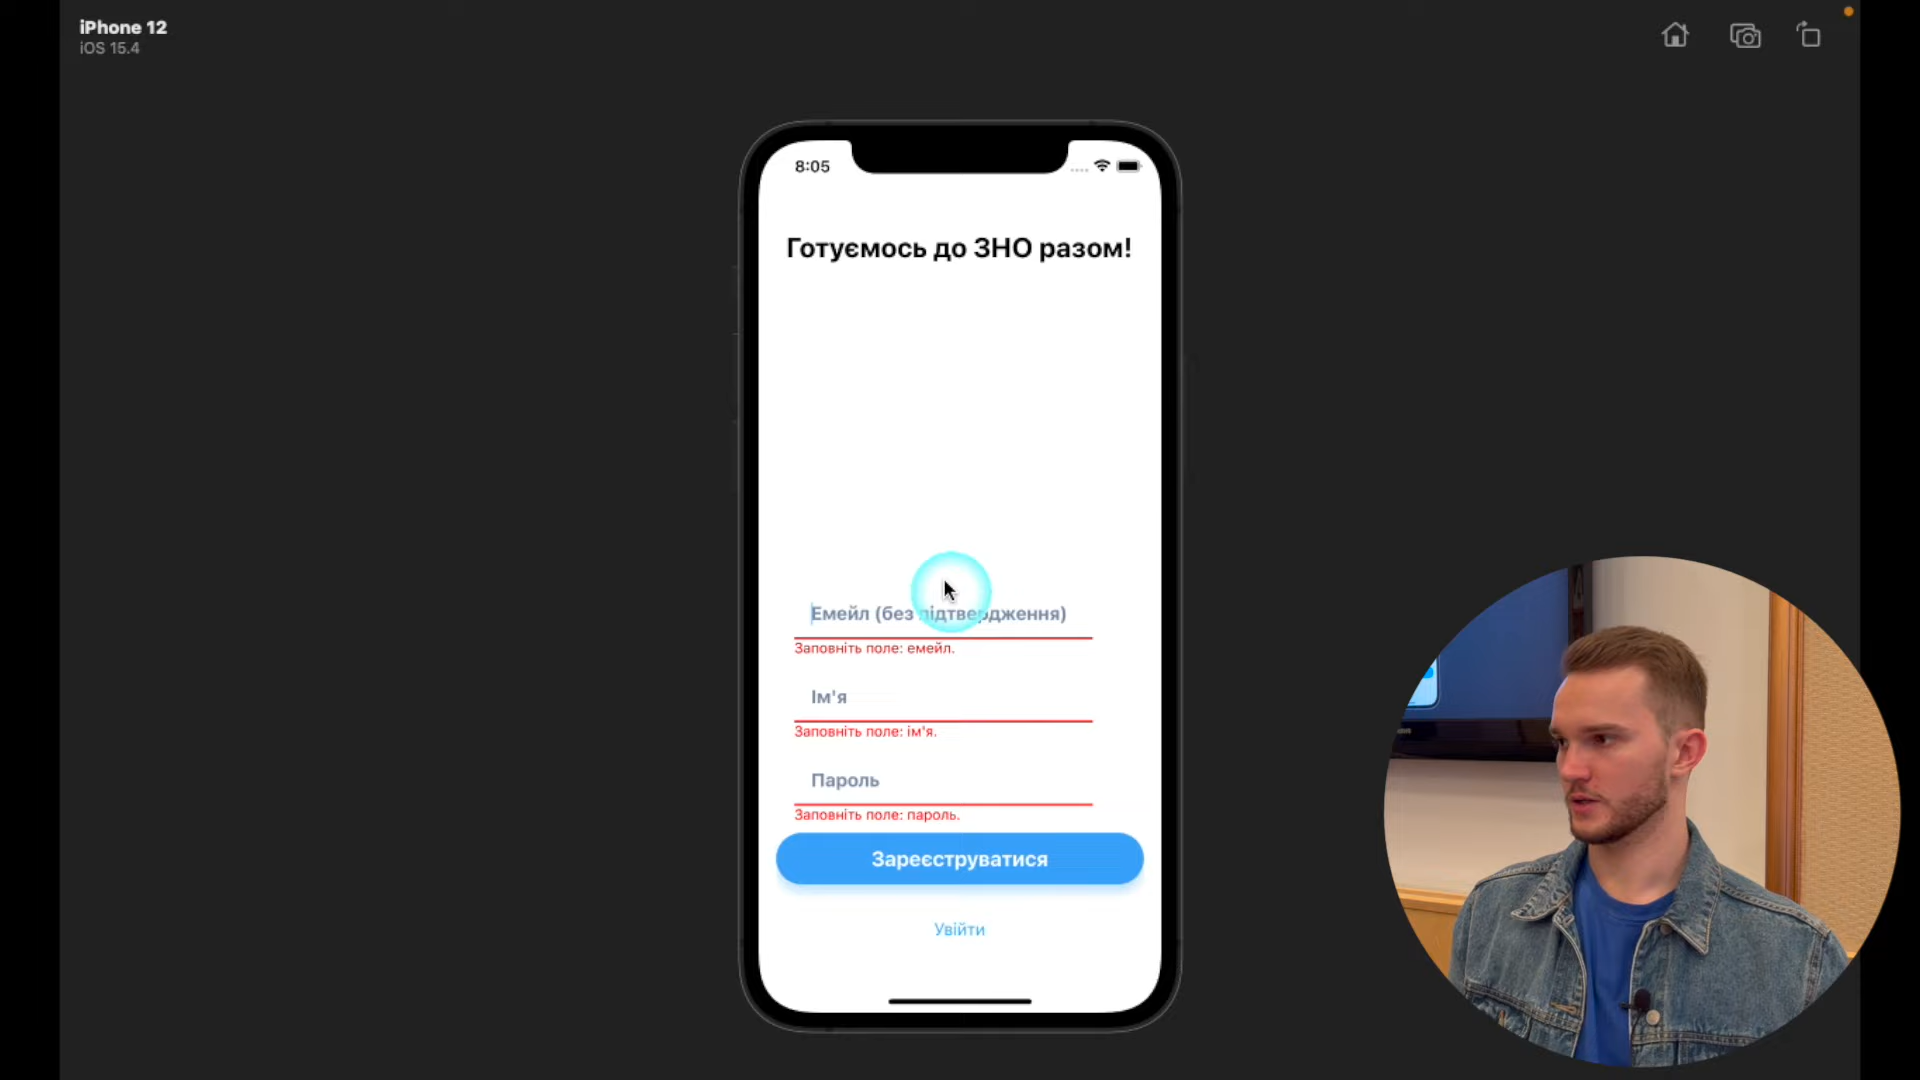 iPhone 12
iOS 15.4
8:05
Готуємось до ЗНО разом!
Емейл (без підтвердження)
Заповніть поле: емейл.
Ім'я
Заповніть поле: ім'я.
Пароль
Заповніть поле: пароль.
Зареєструватися
Увійти